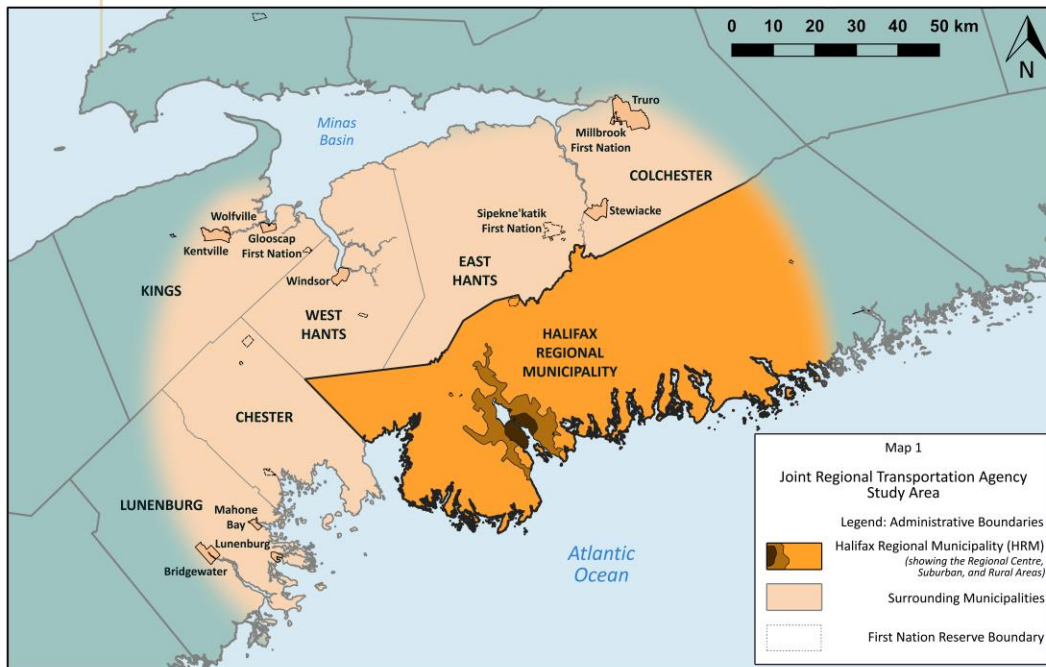 0 10 20 30 40 50 km
N
Minas
Basin
Truro
Millbrook
First Nation
COLCHESTER
Stewiacke
Sipekne'katik
First Nation
Wolfville
Kentville
Glooscap
First Nation
Windsor
KINGS
WEST
HANTS
EAST
HANTS
HALIFAX
REGIONAL
MUNICIPALITY
CHESTER
LUNENBURG
Mahone
Bay
Lunenburg
Bridgewater
Atlantic
Ocean
Map 1
Joint Regional Transportation Agency
Study Area
Legend: Administrative Boundaries
Halifax Regional Municipality (HRM)
(showing the Regional Centre,
Suburban, and Rural Areas)
Surrounding Municipalities
First Nation Reserve Boundary